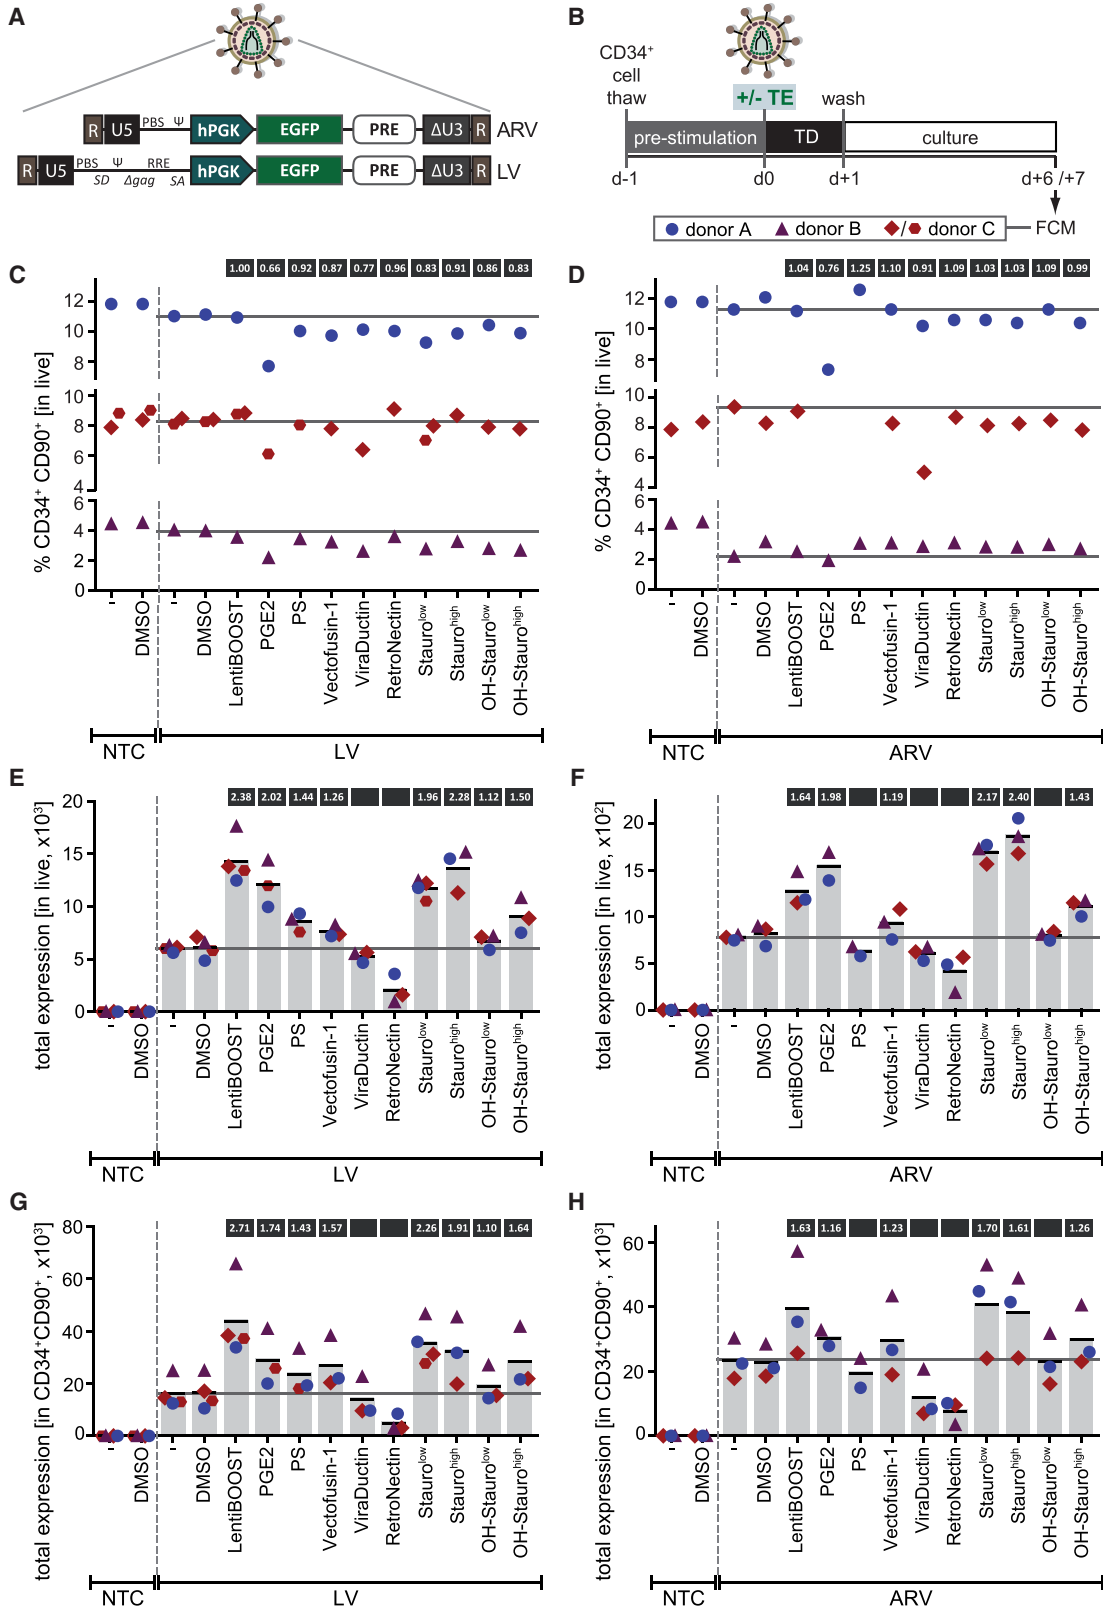 A
R U5 PBS Ψ hPGK EGFP PRE ΔU3 R ARV
R U5 PBS Ψ RRE hPGK EGFP PRE ΔU3 R LV
SD Δgag SA
B
CD34⁺
cell
thaw
+/- TE
wash
pre-stimulation TD culture
d-1 d0 d+1 d+6 /+7
donor A donor B / donor C FCM
C
1.00 0.66 0.92 0.87 0.77 0.96 0.83 0.91 0.86 0.83
% CD34⁺ CD90⁺ [in live]
12
10
8
10
8
6
4
6
4
2
0
- DMSO - DMSO LentiBOOST PGE2 PS Vectofusin-1 ViraDuctin RetroNectin Stauroˡᵒʷ Stauroʰⁱᵍʰ OH-Stauroˡᵒʷ OH-Stauroʰⁱᵍʰ
NTC LV
D
1.04 0.76 1.25 1.10 0.91 1.09 1.03 1.03 1.09 0.99
% CD34⁺ CD90⁺ [in live]
12
10
8
10
8
6
4
6
4
2
0
- DMSO - DMSO LentiBOOST PGE2 PS Vectofusin-1 ViraDuctin RetroNectin Stauroˡᵒʷ Stauroʰⁱᵍʰ OH-Stauroˡᵒʷ OH-Stauroʰⁱᵍʰ
NTC ARV
E
2.38 2.02 1.44 1.26 1.96 2.28 1.12 1.50
total expression [in live, x10³]
20
15
10
5
0
- DMSO - DMSO LentiBOOST PGE2 PS Vectofusin-1 ViraDuctin RetroNectin Stauroˡᵒʷ Stauroʰⁱᵍʰ OH-Stauroˡᵒʷ OH-Stauroʰⁱᵍʰ
NTC LV
F
1.64 1.98 1.19 2.17 2.40 1.43
total expression [in live, x10²]
20
15
10
5
0
- DMSO - DMSO LentiBOOST PGE2 PS Vectofusin-1 ViraDuctin RetroNectin Stauroˡᵒʷ Stauroʰⁱᵍʰ OH-Stauroˡᵒʷ OH-Stauroʰⁱᵍʰ
NTC ARV
G
2.71 1.74 1.43 1.57 2.26 1.91 1.10 1.64
total expression [in CD34⁺CD90⁺, x10³]
80
60
40
20
0
- DMSO - DMSO LentiBOOST PGE2 PS Vectofusin-1 ViraDuctin RetroNectin Stauroˡᵒʷ Stauroʰⁱᵍʰ OH-Stauroˡᵒʷ OH-Stauroʰⁱᵍʰ
NTC LV
H
1.63 1.16 1.23 1.70 1.61 1.26
total expression [in CD34⁺CD90⁺, x10³]
60
40
20
0
- DMSO - DMSO LentiBOOST PGE2 PS Vectofusin-1 ViraDuctin RetroNectin Stauroˡᵒʷ Stauroʰⁱᵍʰ OH-Stauroˡᵒʷ OH-Stauroʰⁱᵍʰ
NTC ARV